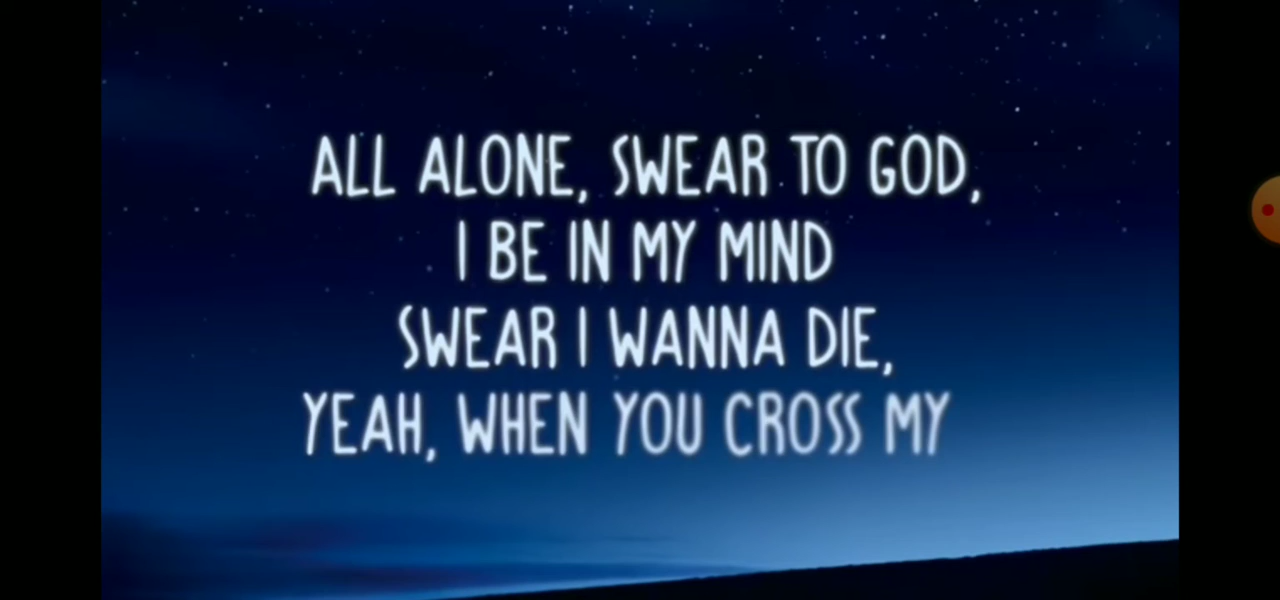 ALL ALONE, SWEAR TO GOD,
I BE IN MY MIND
SWEAR I WANNA DIE,
YEAH, WHEN YOU CROSS MY